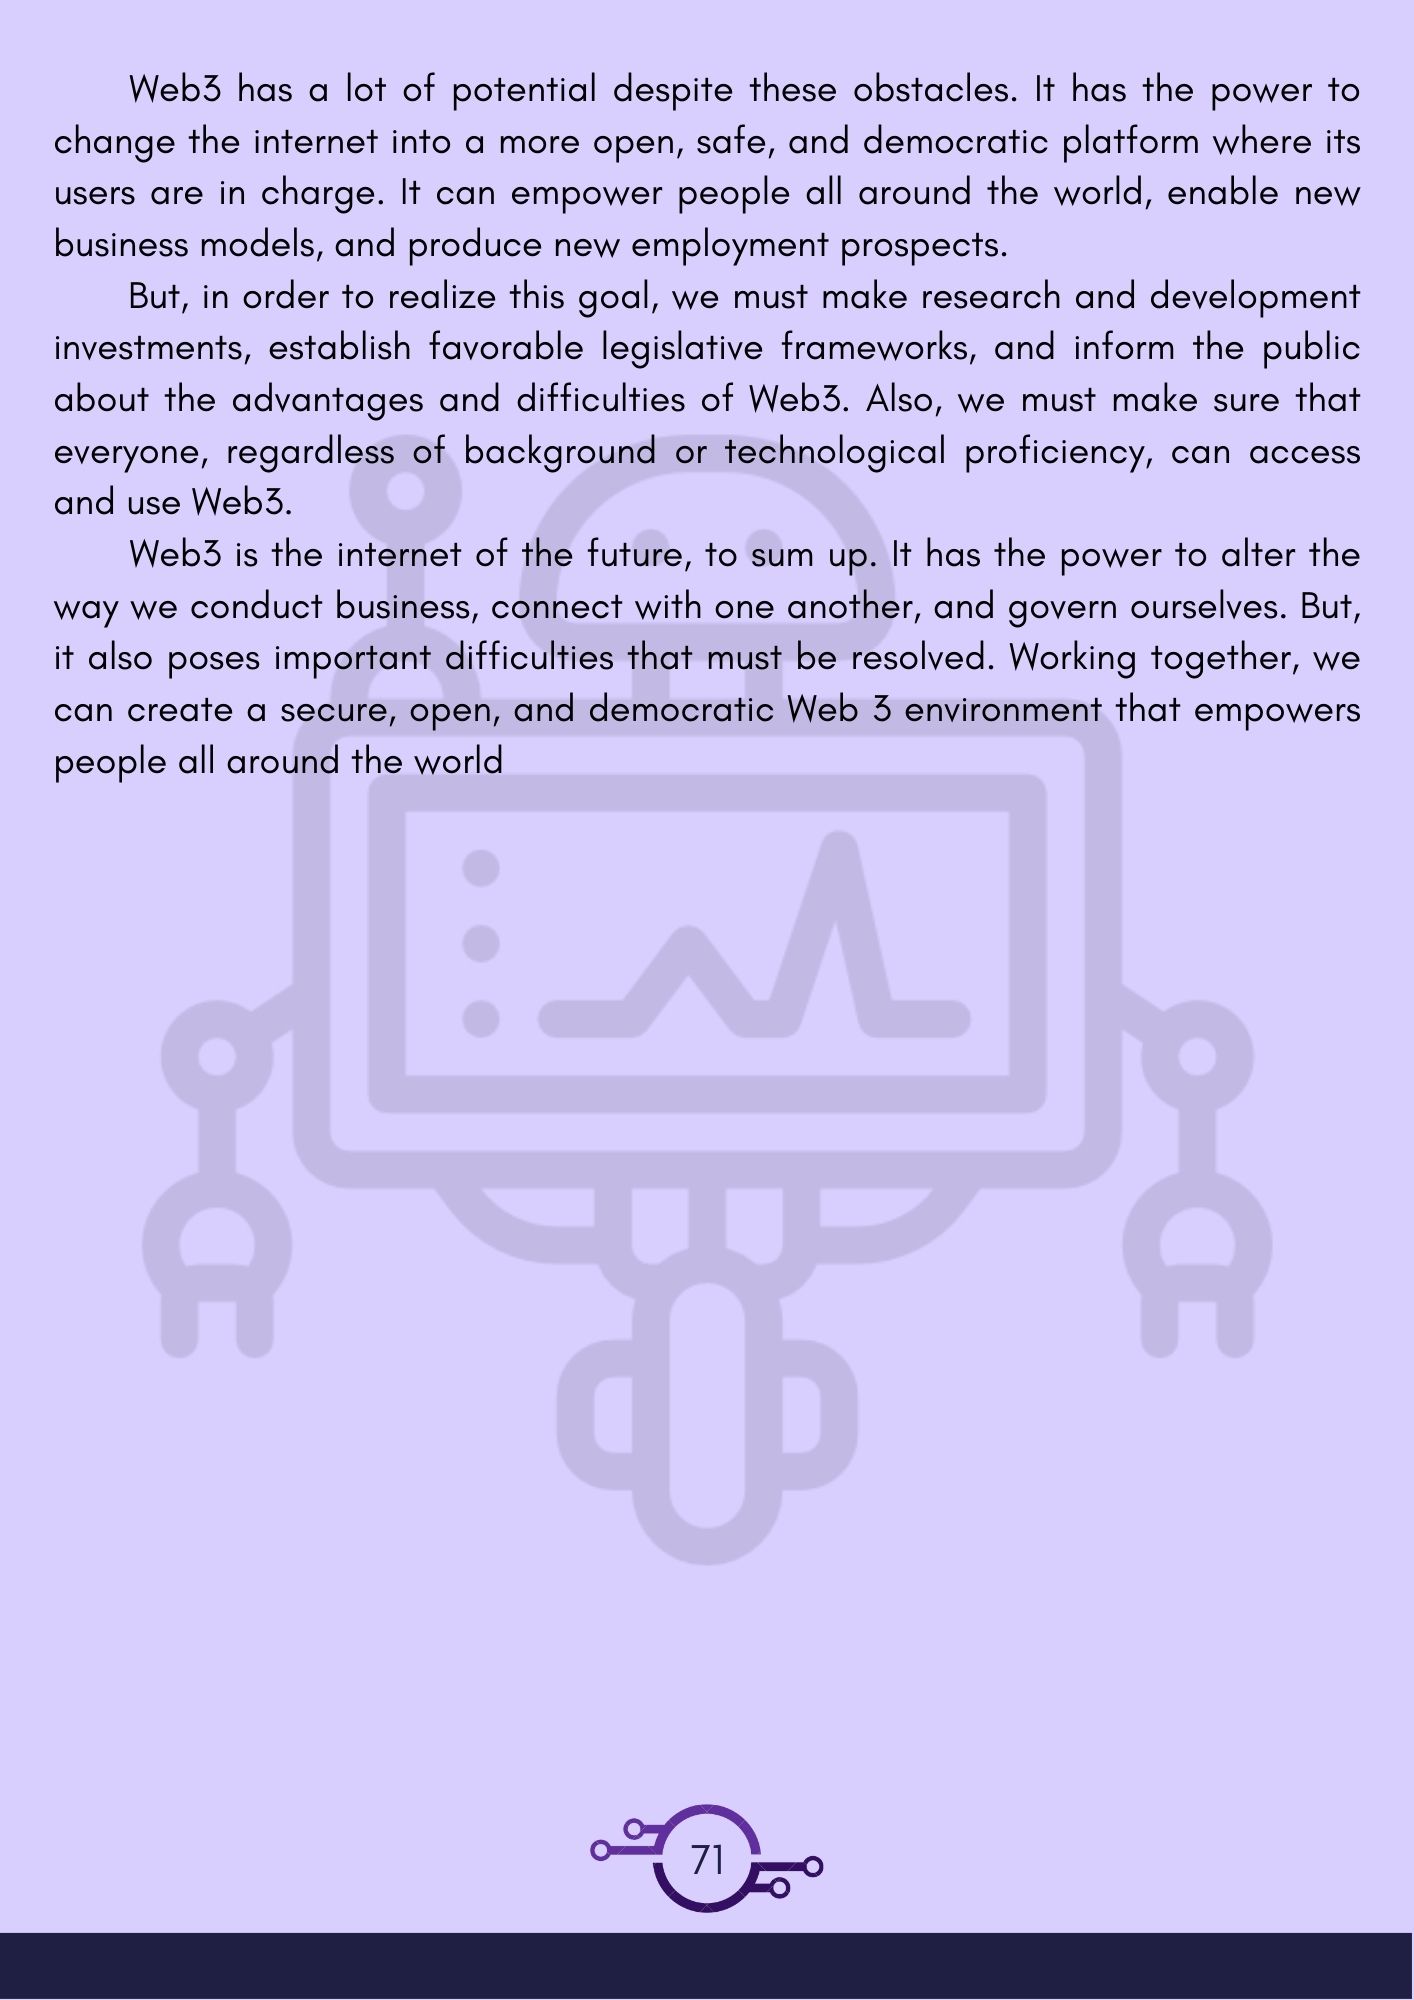 Web3 has a lot of potential despite these obstacles. It has the power to
change the internet into a more open, safe, and democratic platform where its
users are in charge. It can empower people all around the world, enable new
business models, and produce new employment prospects.
But, in order to realize this goal, we must make research and development
investments, establish favorable legislative frameworks, and inform the public
about the advantages and difficulties of Web3. Also, we must make sure that
everyone, regardless of background or technological proficiency, can access
and use Web3.
Web3 is the internet of the future, to sum up. It has the power to alter the
way we conduct business, connect with one another, and govern ourselves. But,
it also poses important difficulties that must be resolved. Working together, we
can create a secure, open, and democratic Web 3 environment that empowers
people all around the world
71